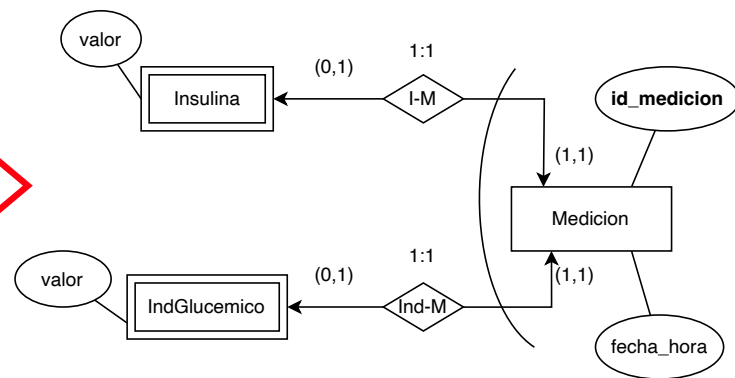 valor
Insulina
(0,1)
1:1
I-M
id_medicion
(1,1)
Medicion
valor
IndGlucemico
(0,1)
1:1
Ind-M
(1,1)
fecha_hora